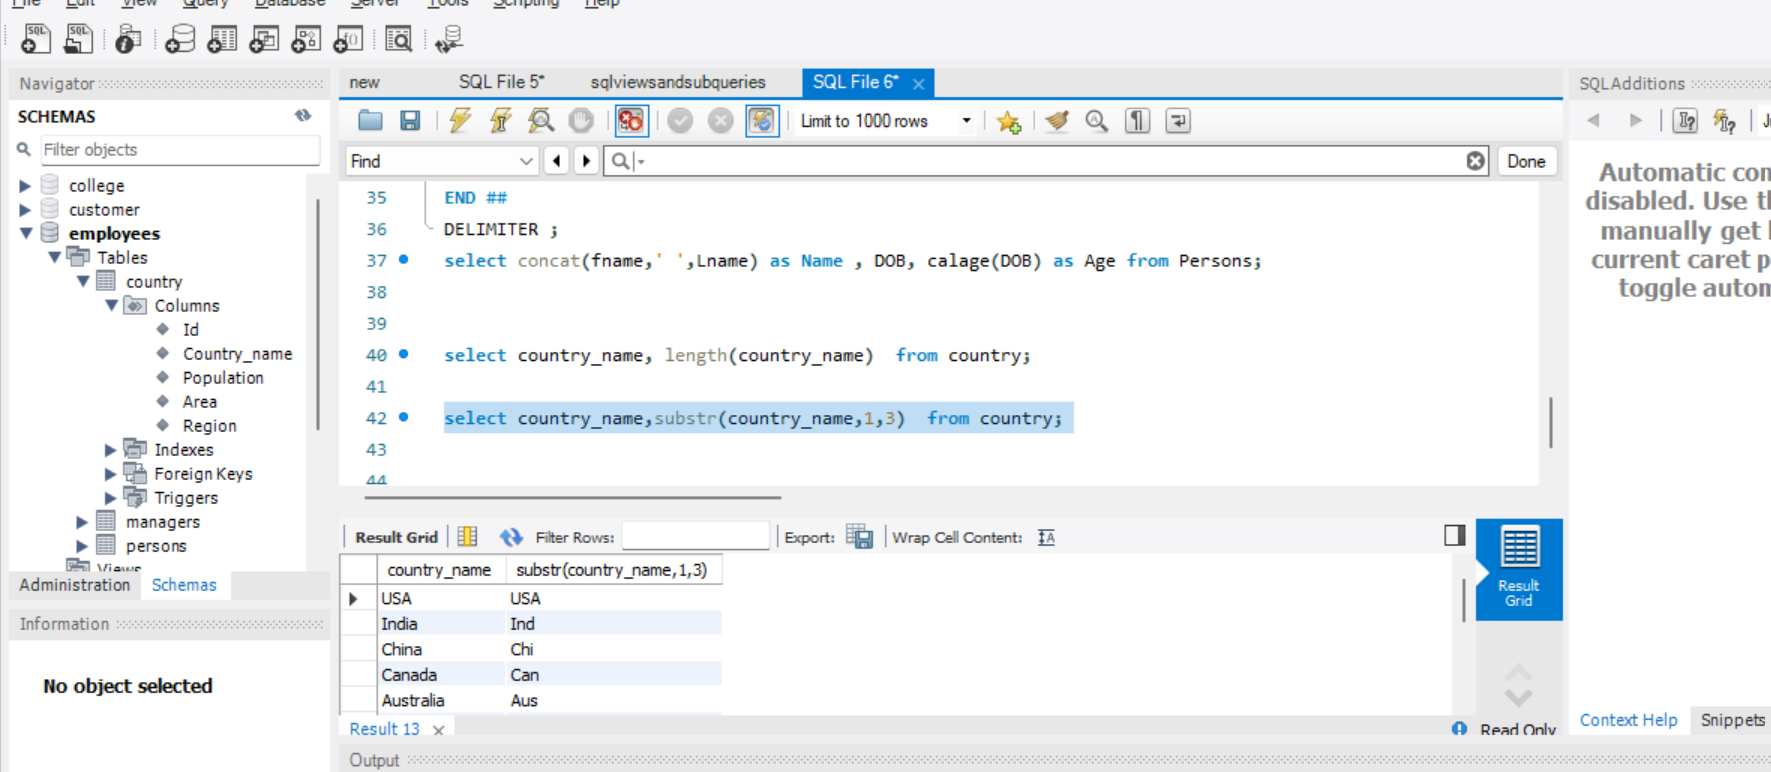 File Edit View Query Database Server Tools Scripting Help
Navigator
SCHEMAS
Filter objects
college
customer
employees
Tables
country
Columns
Id
Country_name
Population
Area
Region
Indexes
Foreign Keys
Triggers
managers
persons
Views
Administration Schemas
Information
No object selected
new SQL File 5* sqlviewsandsubqueries SQL File 6*
Limit to 1000 rows
Find
Done
35 END ##
36 DELIMITER ;
37 select concat(fname,' ',Lname) as Name , DOB, calage(DOB) as Age from Persons;
38
39
40 select country_name, length(country_name)  from country;
41
42 select country_name,substr(country_name,1,3)  from country;
43
44
Result Grid Filter Rows: Export: Wrap Cell Content:
country_name substr(country_name,1,3)
USA USA
India Ind
China Chi
Canada Can
Australia Aus
Result Grid
Result 13
Read Only
Output
SQLAdditions
Automatic con
disabled. Use t
manually get
current caret p
toggle autom
Context Help Snippets